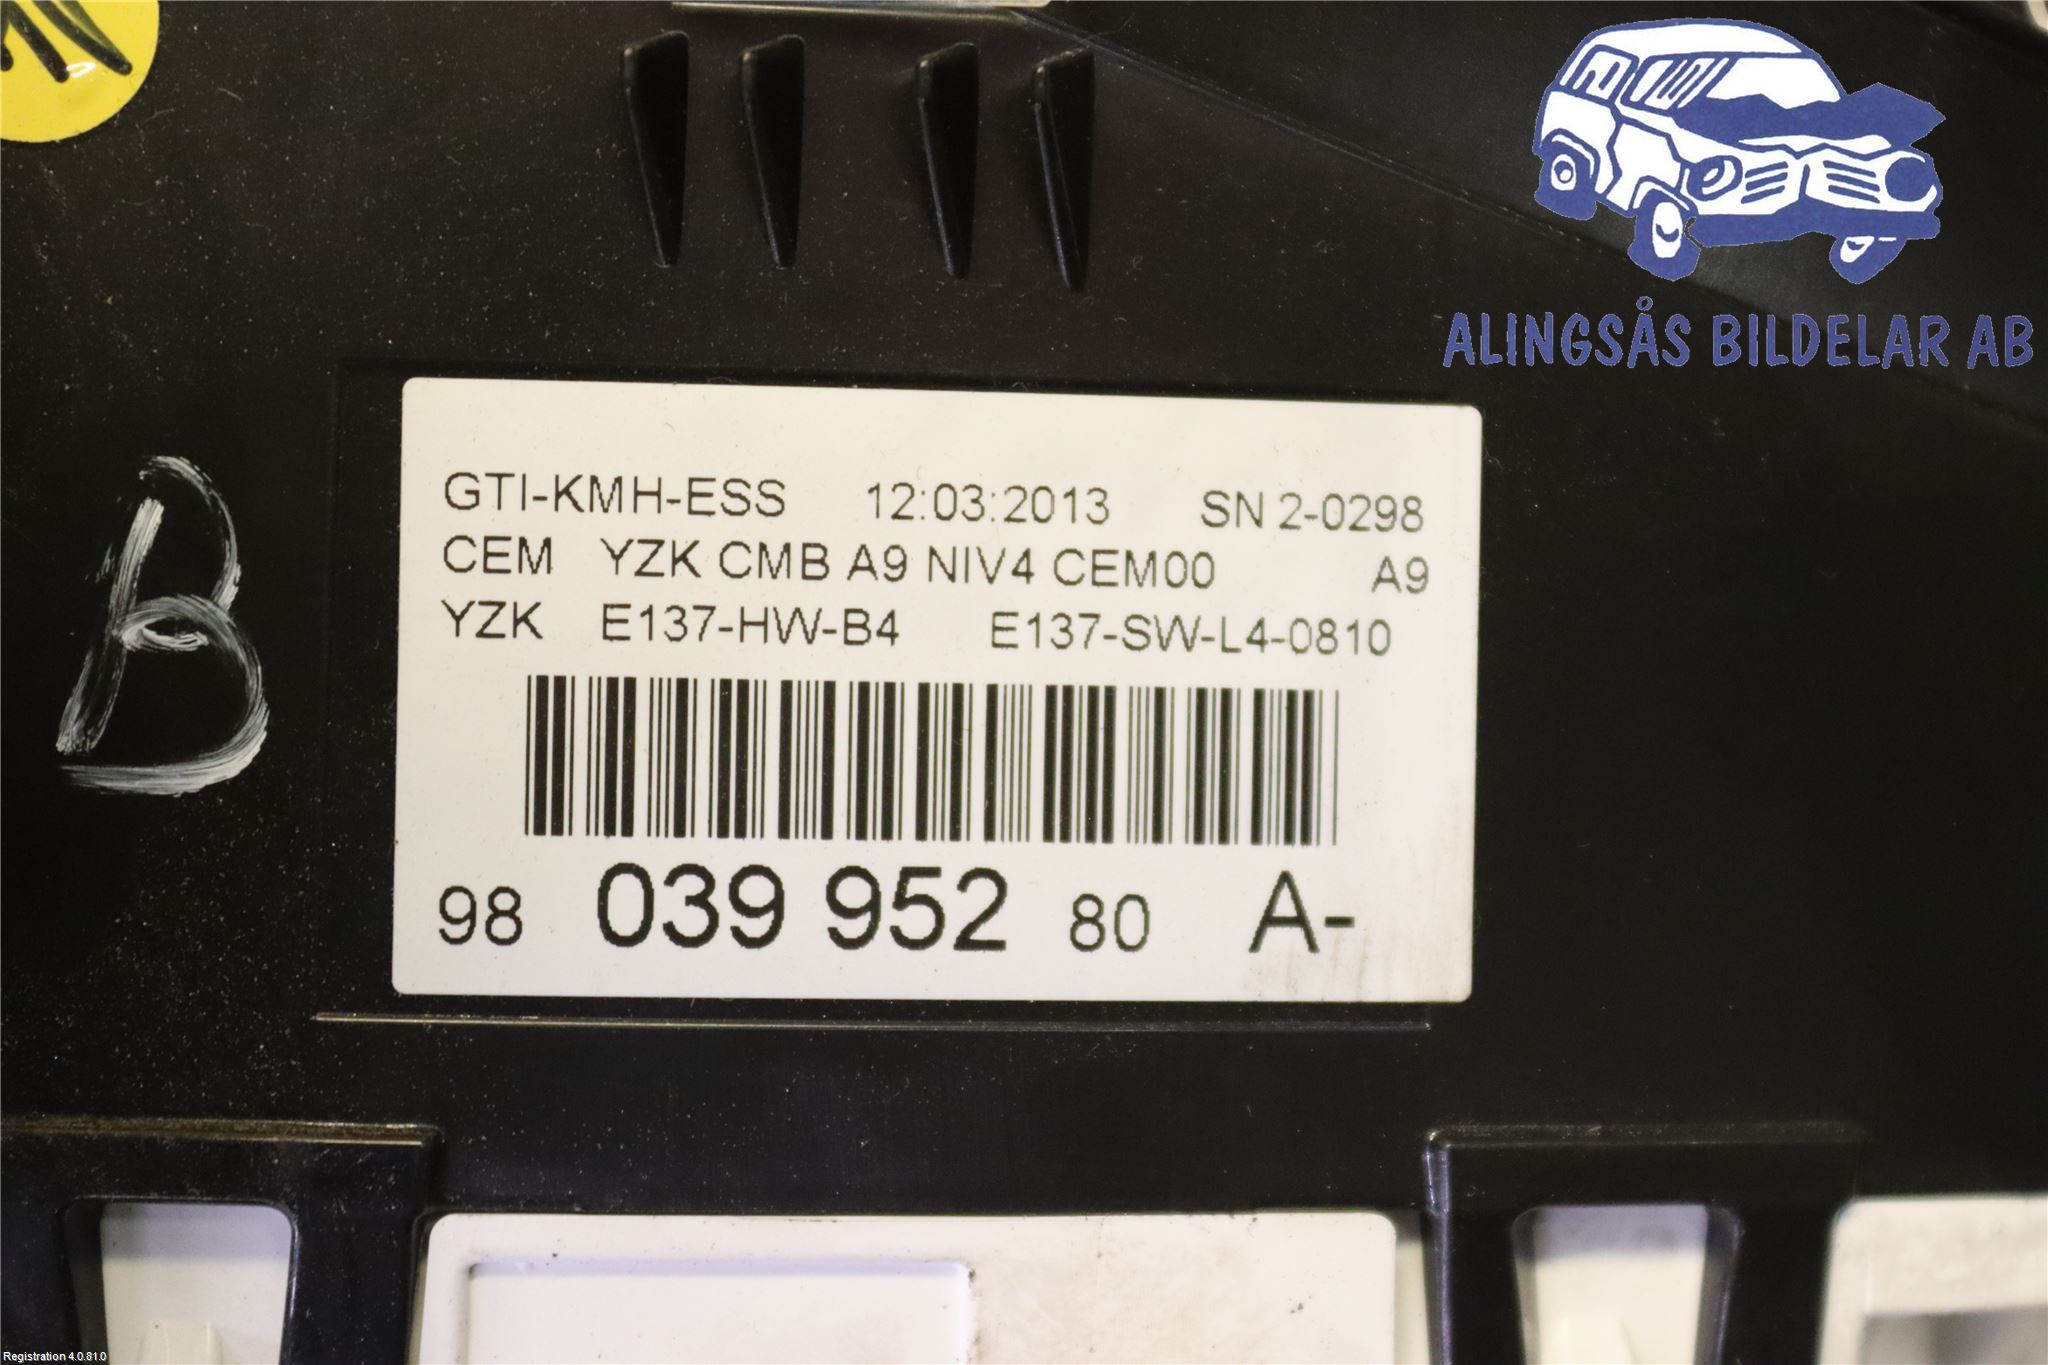 ALINGSÅS BILDELAR AB
GTI-KMH-ESS 12:03:2013 SN 2-0298
CEM YZK CMB A9 NIV4 CEM00 A9
YZK E137-HW-B4 E137-SW-L4-0810
B
98 039 952 80 A-
Registration 4.0.81.0